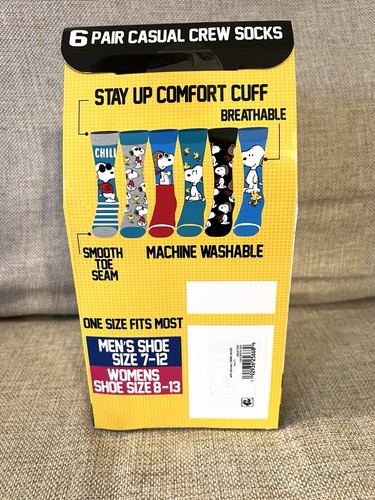 6 PAIR CASUAL CREW SOCKS
STAY UP COMFORT CUFF
BREATHABLE
CHILL
SMOOTH
TOE
SEAM
MACHINE WASHABLE
ONE SIZE FITS MOST
MEN'S SHOE
SIZE 7-12
WOMENS
SHOE SIZE 8-13